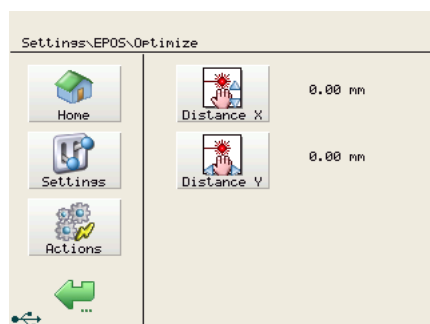 Settings\EPOS\Optimize
Home
Distance X
0.00 mm
Settings
Distance Y
0.00 mm
Actions
...